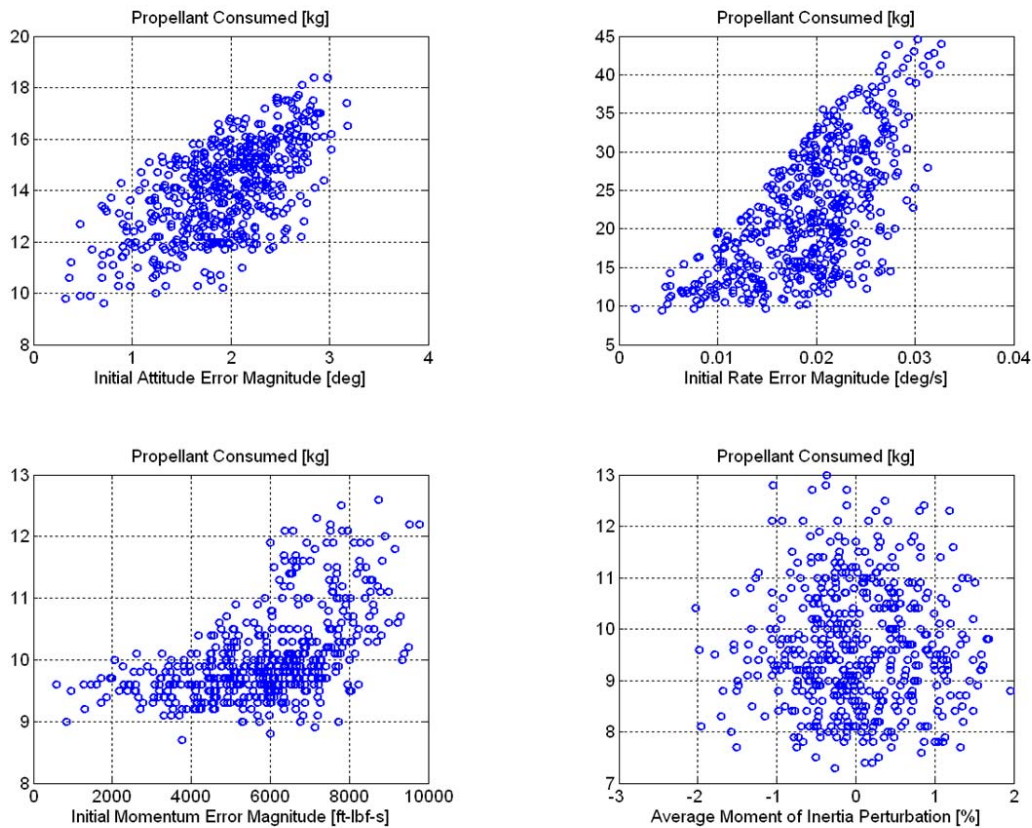 Propellant Consumed [kg]
20
18
16
14
12
10
8
0 1 2 3 4
Initial Attitude Error Magnitude [deg]
Propellant Consumed [kg]
45
40
35
30
25
20
15
10
5
0 0.01 0.02 0.03 0.04
Initial Rate Error Magnitude [deg/s]
Propellant Consumed [kg]
13
12
11
10
9
8
0 2000 4000 6000 8000 10000
Initial Momentum Error Magnitude [ft-lbf-s]
Propellant Consumed [kg]
13
12
11
10
9
8
7
-3 -2 -1 0 1 2
Average Moment of Inertia Perturbation [%]